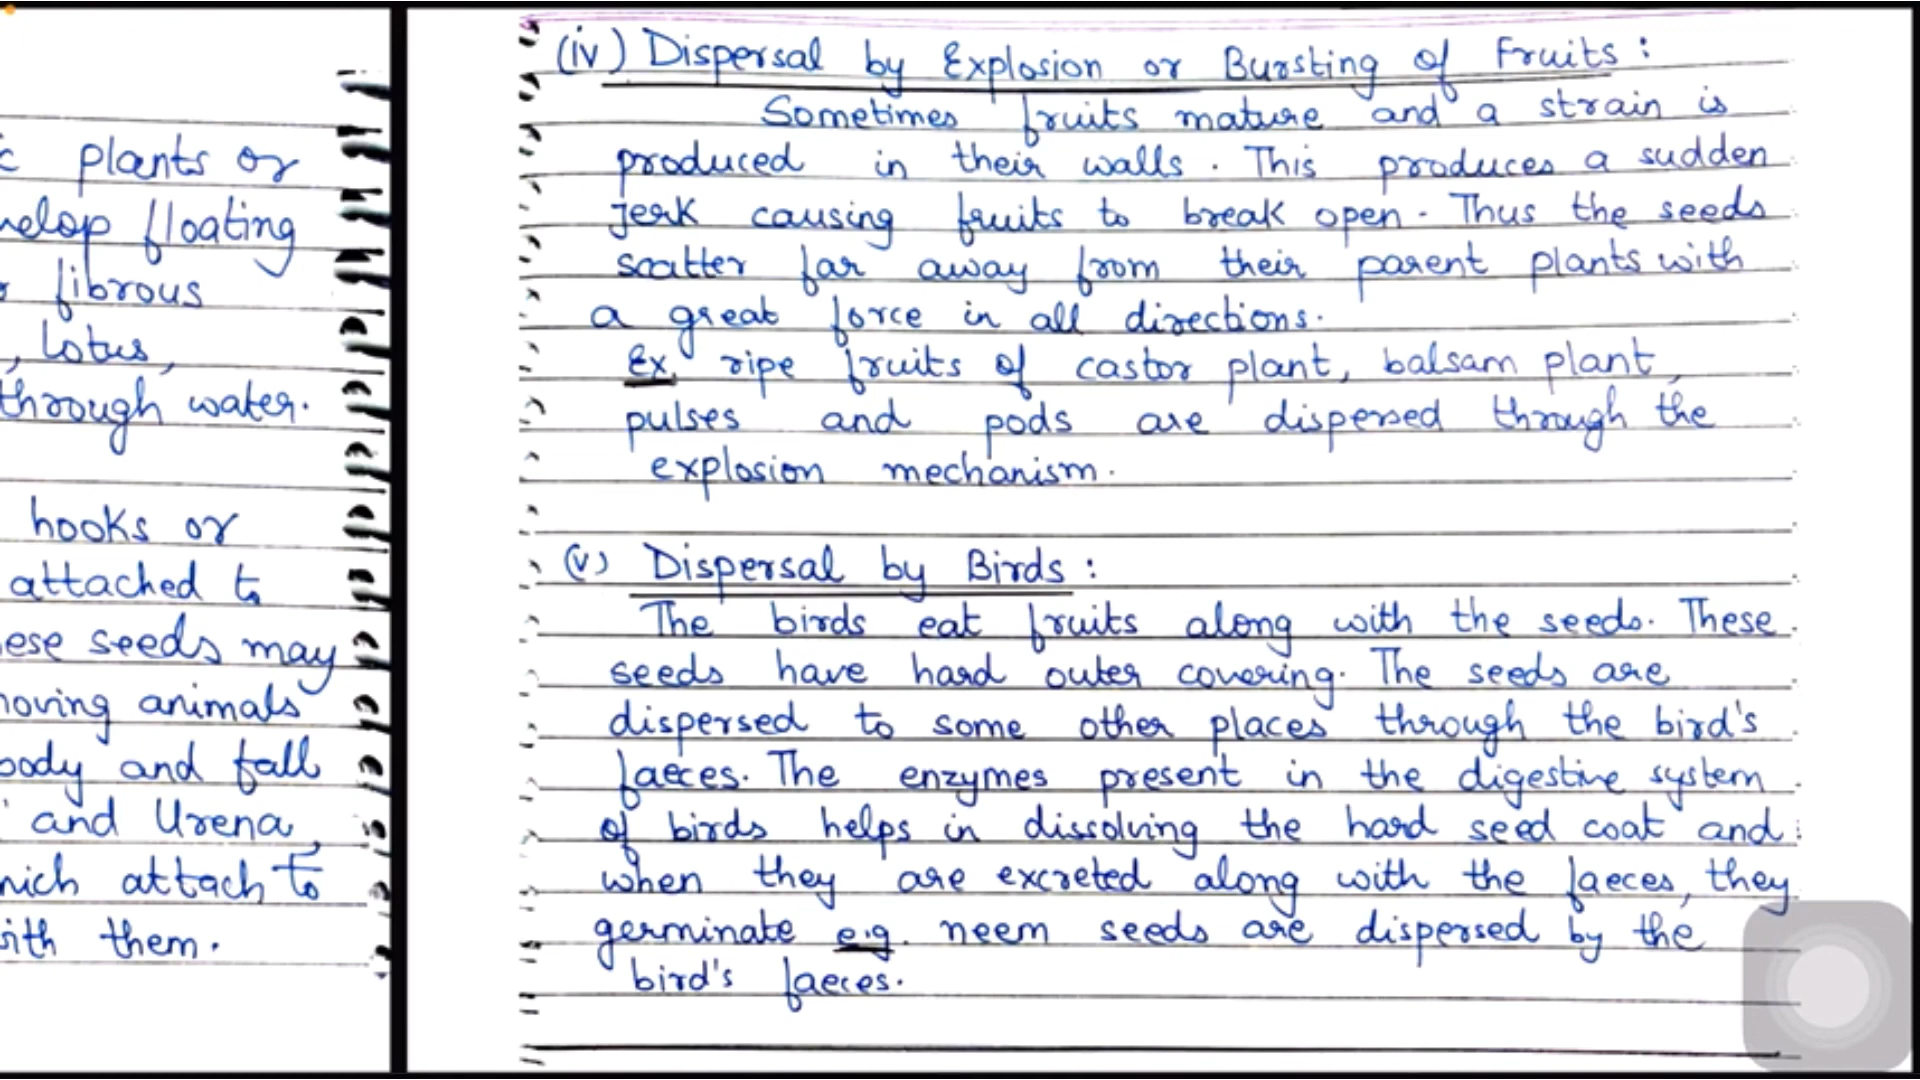 c plants or
velop floating
r fibrous
, lotus,
through water.
hooks or
attached to
ese seeds may
moving animals
body and fall
and Urena,
hich attach to
ith them.
(iv) Dispersal by Explosion or Bursting of Fruits :
Sometimes fruits mature and a strain is
produced in their walls. This produces a sudden
jerk causing fruits to break open. Thus the seeds
scatter far away from their parent plants with
a great force in all directions.
Ex ripe fruits of castor plant, balsam plant,
pulses and pods are dispersed through the
explosion mechanism.
(v) Dispersal by Birds :
The birds eat fruits along with the seeds. These
seeds have hard outer covering. The seeds are
dispersed to some other places through the bird's
faeces. The enzymes present in the digestive system
of birds helps in dissolving the hard seed coat and
when they are excreted along with the faeces, they
germinate e.g. neem seeds are dispersed by the
bird's faeces.